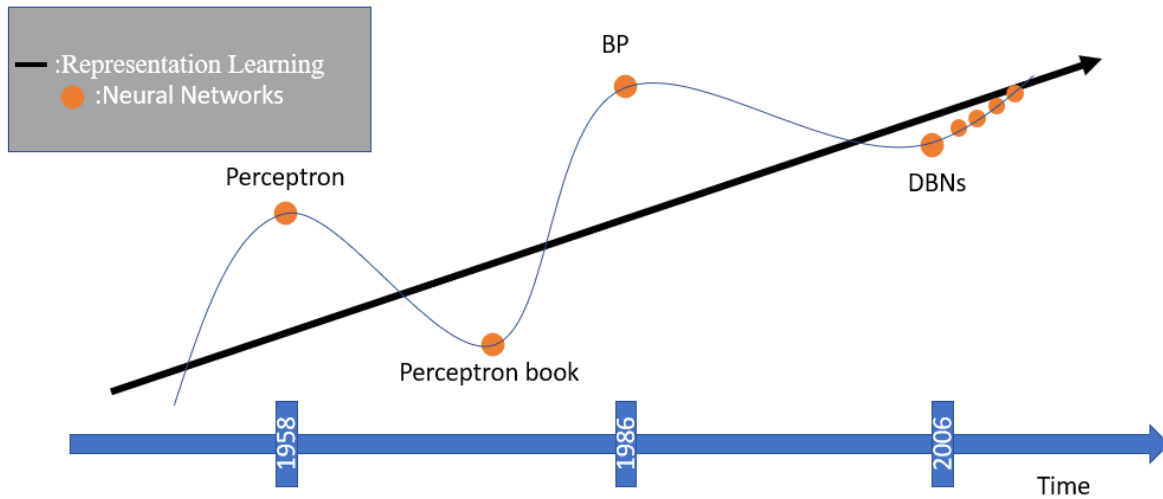 :Representation Learning
:Neural Networks
BP
Perceptron
DBNs
Perceptron book
1958
1986
2006
Time